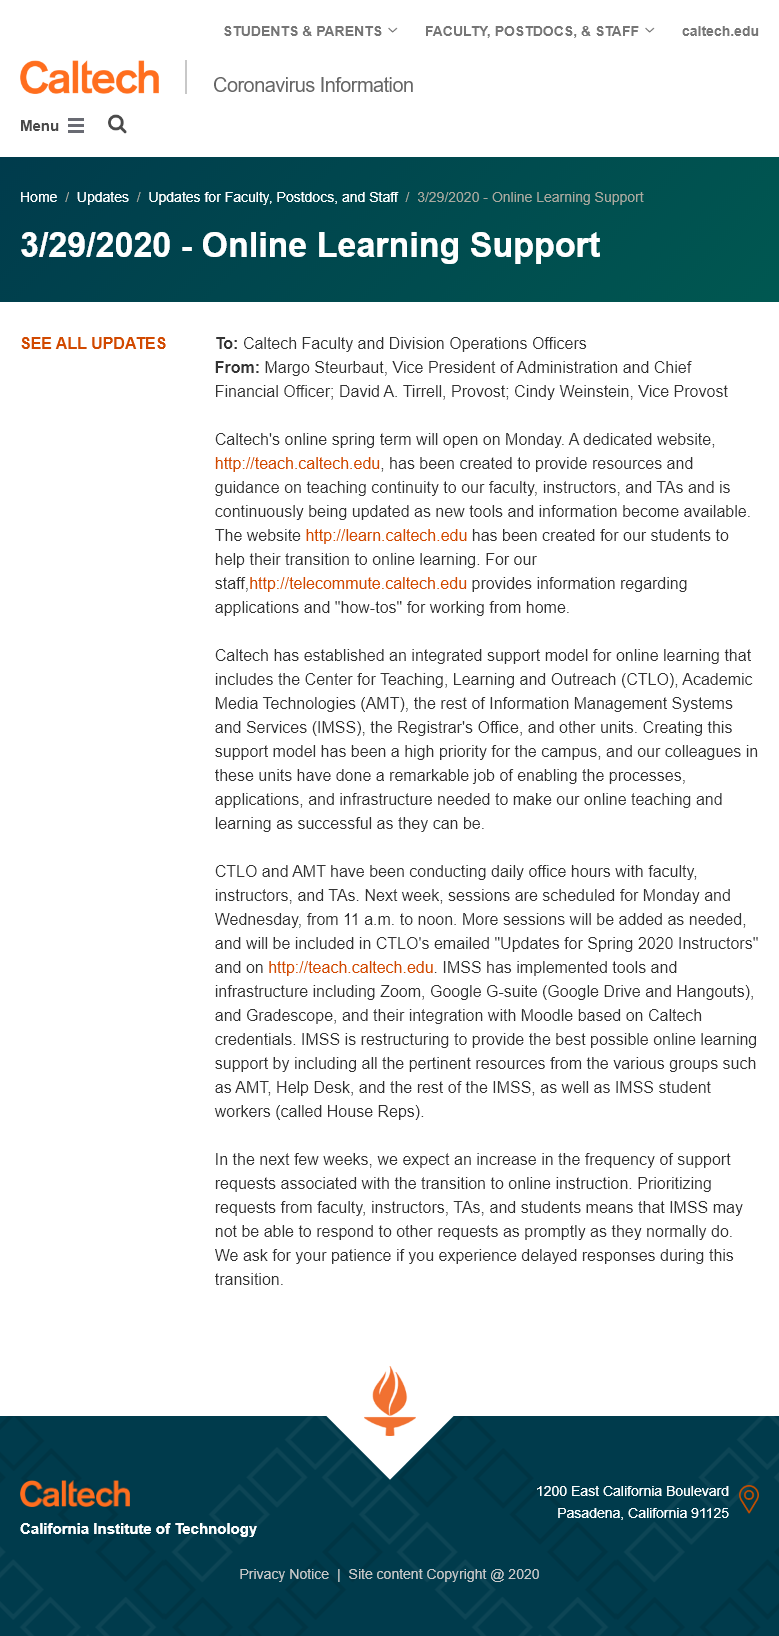 STUDENTS & PARENTS
FACULTY, POSTDOCS, & STAFF
caltech.edu
Caltech
Coronavirus Information
Menu
Home / Updates / Updates for Faculty, Postdocs, and Staff / 3/29/2020 - Online Learning Support
3/29/2020 - Online Learning Support
SEE ALL UPDATES
To: Caltech Faculty and Division Operations Officers
From: Margo Steurbaut, Vice President of Administration and Chief
Financial Officer; David A. Tirrell, Provost; Cindy Weinstein, Vice Provost
Caltech's online spring term will open on Monday. A dedicated website,
http://teach.caltech.edu, has been created to provide resources and
guidance on teaching continuity to our faculty, instructors, and TAs and is
continuously being updated as new tools and information become available.
The website http://learn.caltech.edu has been created for our students to
help their transition to online learning. For our
staff,http://telecommute.caltech.edu provides information regarding
applications and "how-tos" for working from home.
Caltech has established an integrated support model for online learning that
includes the Center for Teaching, Learning and Outreach (CTLO), Academic
Media Technologies (AMT), the rest of Information Management Systems
and Services (IMSS), the Registrar's Office, and other units. Creating this
support model has been a high priority for the campus, and our colleagues in
these units have done a remarkable job of enabling the processes,
applications, and infrastructure needed to make our online teaching and
learning as successful as they can be.
CTLO and AMT have been conducting daily office hours with faculty,
instructors, and TAs. Next week, sessions are scheduled for Monday and
Wednesday, from 11 a.m. to noon. More sessions will be added as needed,
and will be included in CTLO's emailed "Updates for Spring 2020 Instructors"
and on http://teach.caltech.edu. IMSS has implemented tools and
infrastructure including Zoom, Google G-suite (Google Drive and Hangouts),
and Gradescope, and their integration with Moodle based on Caltech
credentials. IMSS is restructuring to provide the best possible online learning
support by including all the pertinent resources from the various groups such
as AMT, Help Desk, and the rest of the IMSS, as well as IMSS student
workers (called House Reps).
In the next few weeks, we expect an increase in the frequency of support
requests associated with the transition to online instruction. Prioritizing
requests from faculty, instructors, TAs, and students means that IMSS may
not be able to respond to other requests as promptly as they normally do.
We ask for your patience if you experience delayed responses during this
transition.
Caltech
California Institute of Technology
1200 East California Boulevard
Pasadena, California 91125
Privacy Notice | Site content Copyright @ 2020